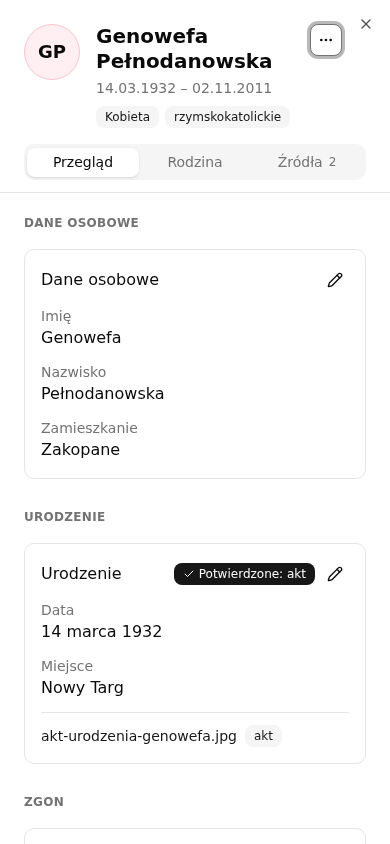 GP
Genowefa
Pełnodanowska
14.03.1932 – 02.11.2011
Kobieta rzymskokatolickie
Przegląd Rodzina Źródła 2
DANE OSOBOWE
Dane osobowe
Imię
Genowefa
Nazwisko
Pełnodanowska
Zamieszkanie
Zakopane
URODZENIE
Urodzenie Potwierdzone: akt
Data
14 marca 1932
Miejsce
Nowy Targ
akt-urodzenia-genowefa.jpg akt
ZGON